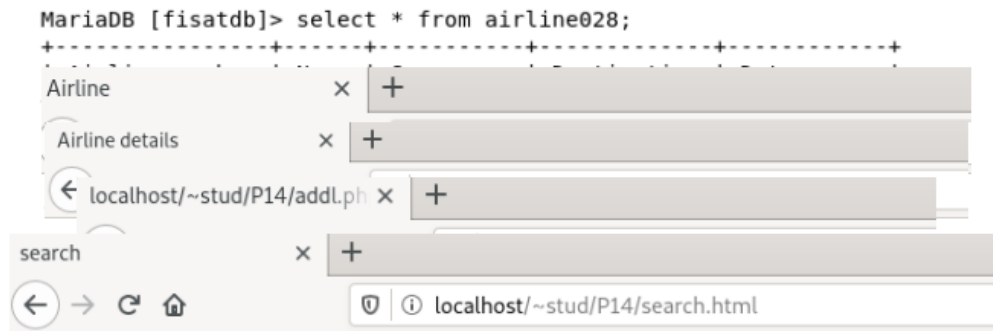 MariaDB [fisatdb]> select * from airline028;
+----------------+------+-----------+-------------+-----------+
Airline × +
Airline details × +
localhost/~stud/P14/addl.ph × +
search × +
localhost/~stud/P14/search.html